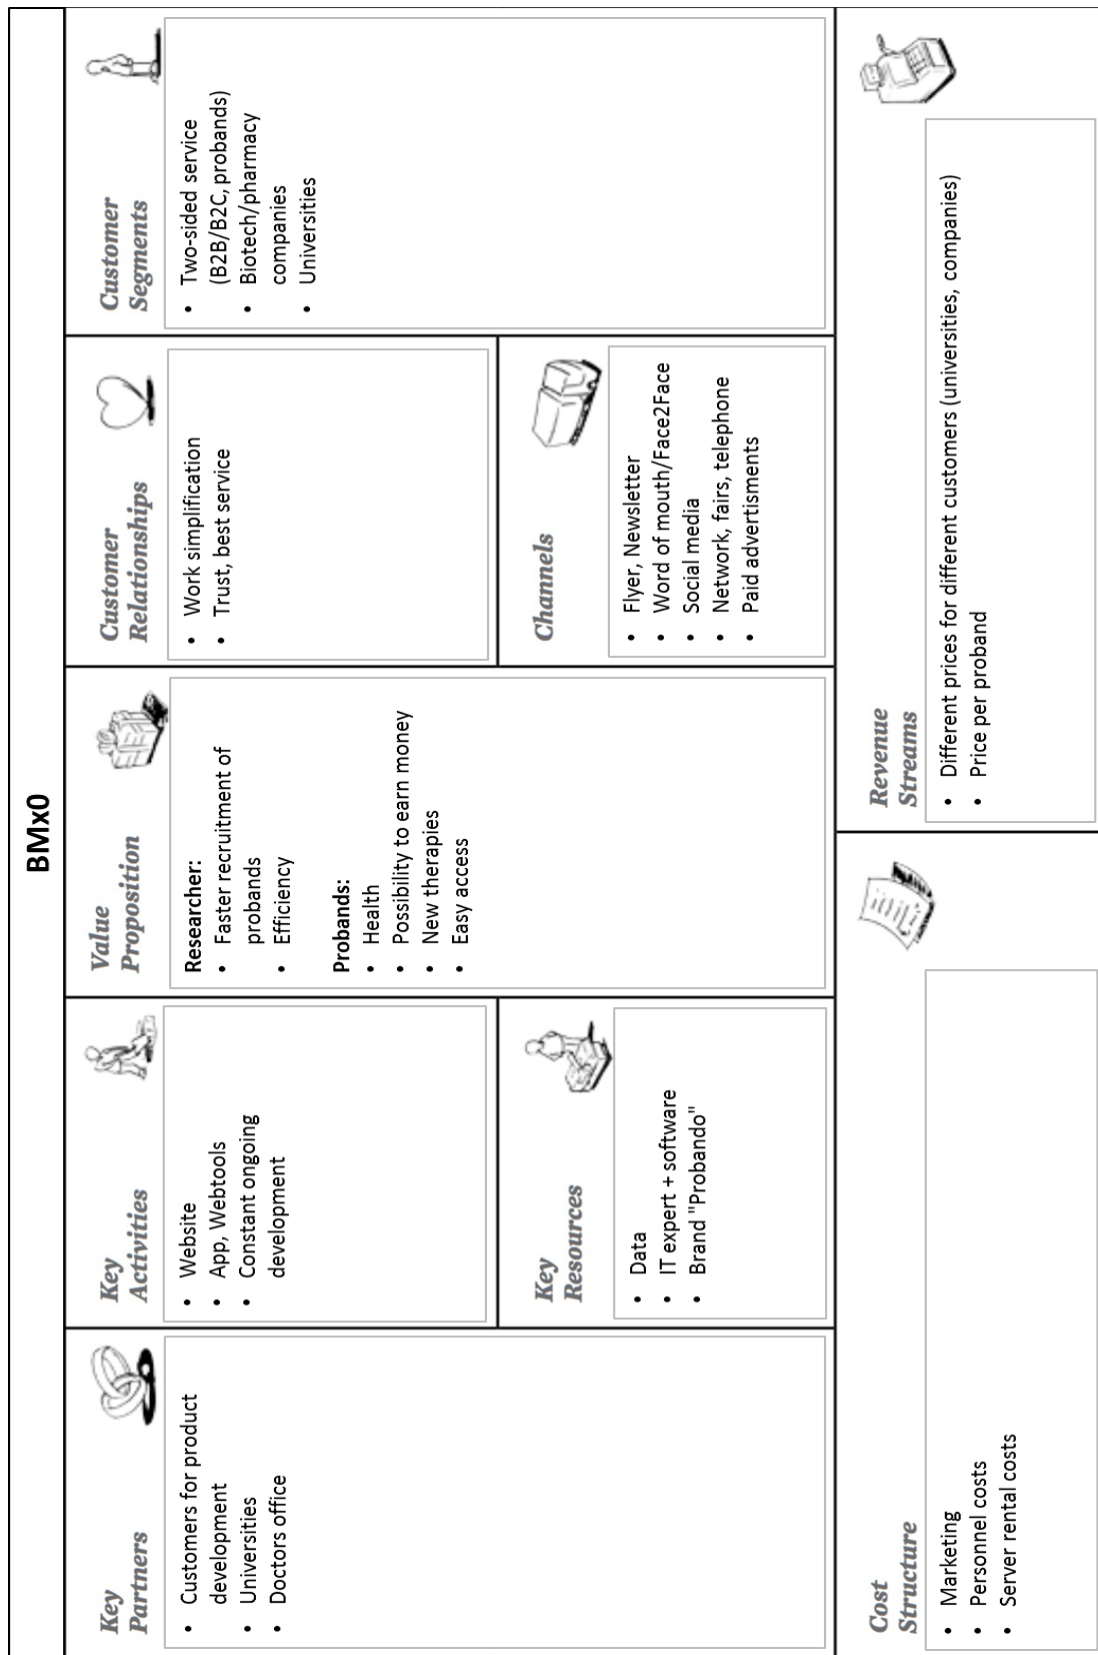 BMx0
Key
Partners
• Customers for product
development
• Universities
• Doctors office
Key
Activities
• Website
• App, Webtools
• Constant ongoing
development
Key
Resources
• Data
• IT expert + software
• Brand "Probando"
Value
Proposition
Researcher:
• Faster recruitment of
probands
• Efficiency
Probands:
• Health
• Possibility to earn money
• New therapies
• Easy access
Customer
Relationships
• Work simplification
• Trust, best service
Channels
• Flyer, Newsletter
• Word of mouth/Face2Face
• Social media
• Network, fairs, telephone
• Paid advertisments
Customer
Segments
• Two-sided service
(B2B/B2C, probands)
• Biotech/pharmacy
companies
• Universities
Cost
Structure
• Marketing
• Personnel costs
• Server rental costs
Revenue
Streams
• Different prices for different customers (universities, companies)
• Price per proband